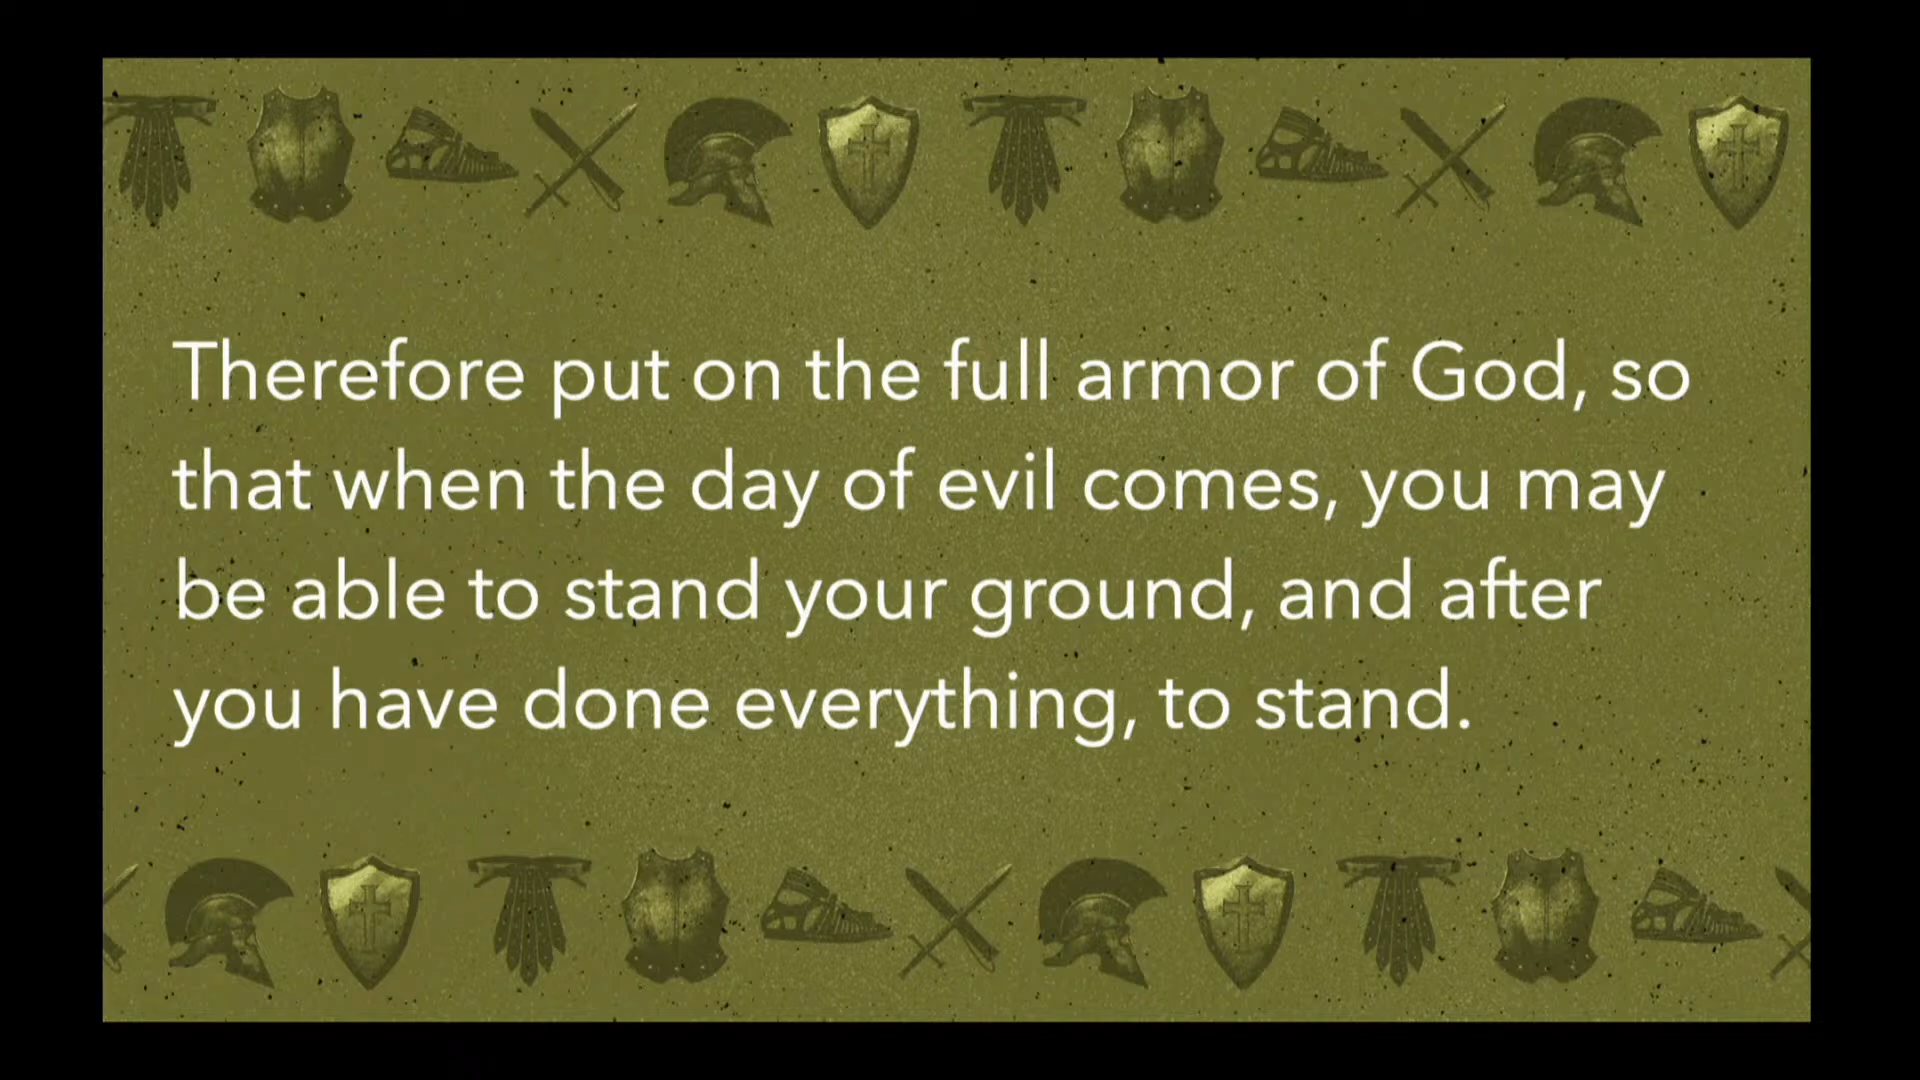 Therefore put on the full armor of God, so
that when the day of evil comes, you may
be able to stand your ground, and after
you have done everything, to stand.